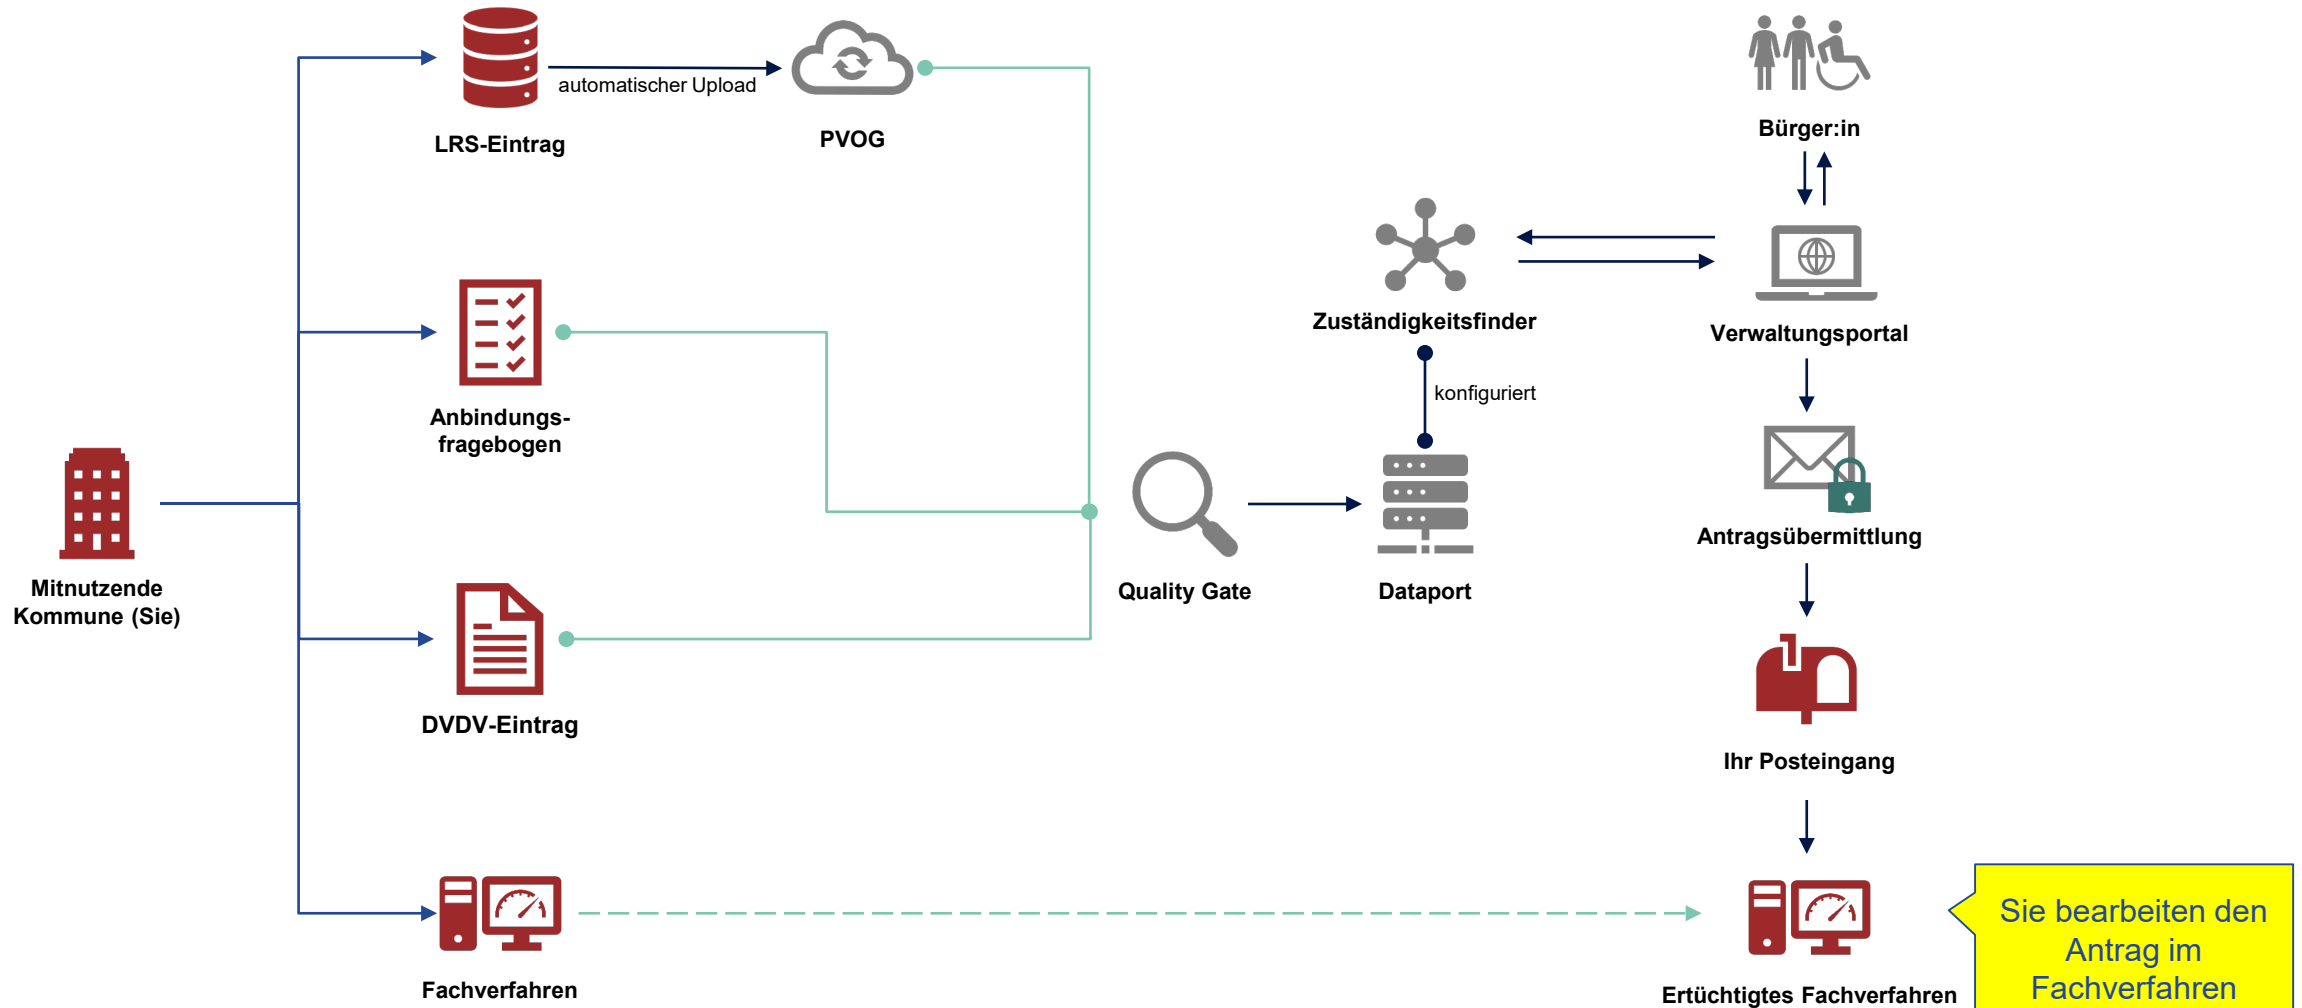 automatischer Upload
LRS-Eintrag
PVOG
Bürger:in
Zuständigkeitsfinder
Verwaltungsportal
konfiguriert
Anbindungs-
fragebogen
Antragsübermittlung
Mitnutzende
Kommune (Sie)
Quality Gate
Dataport
DVDV-Eintrag
Ihr Posteingang
Fachverfahren
Ertüchtigtes Fachverfahren
Sie bearbeiten den
Antrag im
Fachverfahren